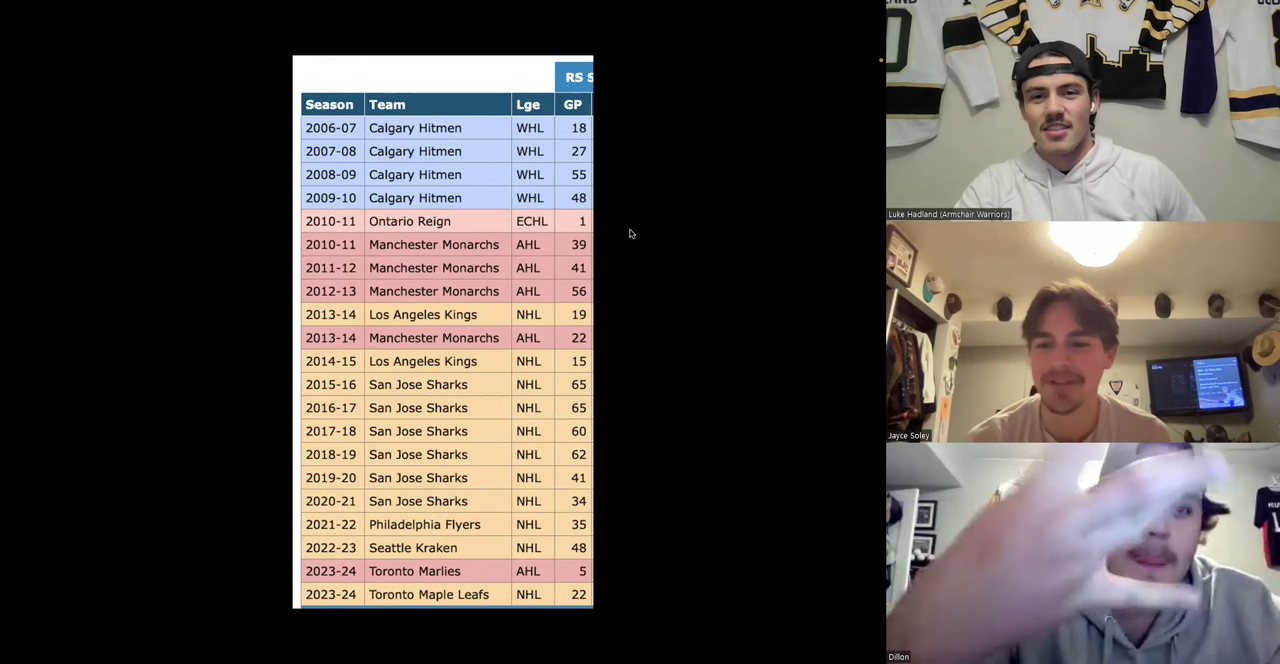 RS S
Season Team Lge GP
2006-07 Calgary Hitmen WHL 18
2007-08 Calgary Hitmen WHL 27
2008-09 Calgary Hitmen WHL 55
2009-10 Calgary Hitmen WHL 48
2010-11 Ontario Reign ECHL 1
2010-11 Manchester Monarchs AHL 39
2011-12 Manchester Monarchs AHL 41
2012-13 Manchester Monarchs AHL 56
2013-14 Los Angeles Kings NHL 19
2013-14 Manchester Monarchs AHL 22
2014-15 Los Angeles Kings NHL 15
2015-16 San Jose Sharks NHL 65
2016-17 San Jose Sharks NHL 65
2017-18 San Jose Sharks NHL 60
2018-19 San Jose Sharks NHL 62
2019-20 San Jose Sharks NHL 41
2020-21 San Jose Sharks NHL 34
2021-22 Philadelphia Flyers NHL 35
2022-23 Seattle Kraken NHL 48
2023-24 Toronto Marlies AHL 5
2023-24 Toronto Maple Leafs NHL 22
Luke Hadland (Armchair Warriors)
Jayce Soley
Dillon